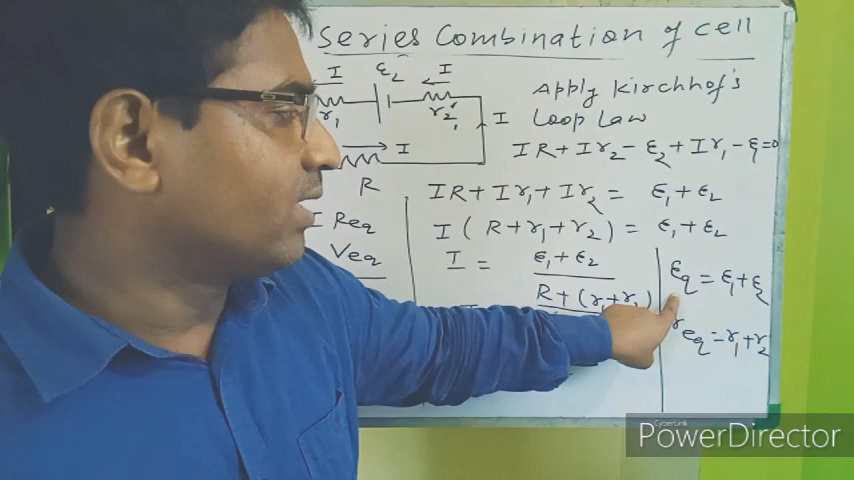 Series Combination of cell
I ε₂ I
r₁ r₂ I
I
R
Apply Kirchhof's
Loop Law
IR + Ir₂ - ε₂ + Ir₁ - ε₁ = 0
IR + Ir₁ + Ir₂ = ε₁ + ε₂
I ( R + r₁ + r₂ ) = ε₁ + ε₂
I = ε₁ + ε₂
R + (r₁ + r₂)
I Req
Veq
εq = ε₁ + ε₂
req = r₁ + r₂
CyberLink
PowerDirector